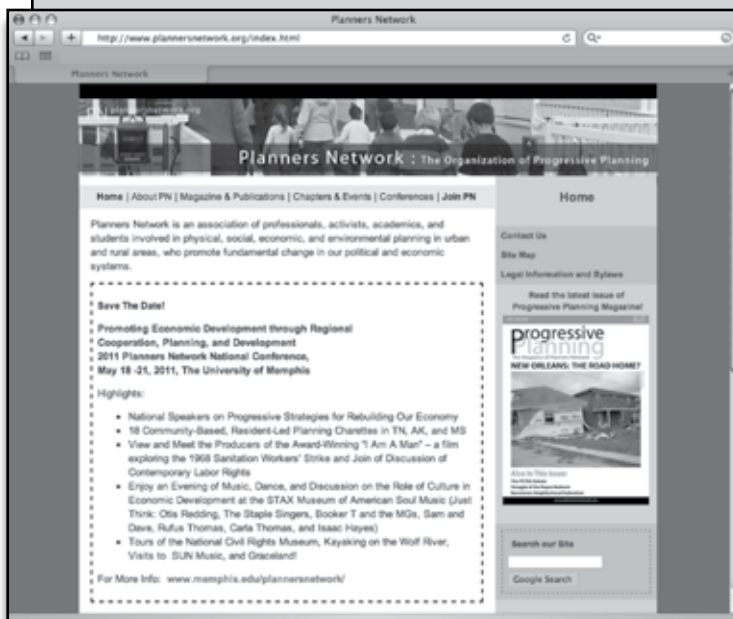 Planners Network
http://www.plannersnetwork.org/index.html
Planners Network
plannersnetwork.org
Planners Network : The Organization of Progressive Planning
Home | About PN | Magazine & Publications | Chapters & Events | Conferences | Join PN
Planners Network is an association of professionals, activists, academics, and
students involved in physical, social, economic, and environmental planning in urban
and rural areas, who promote fundamental change in our political and economic
systems.
Save The Date!
Promoting Economic Development through Regional
Cooperation, Planning, and Development
2011 Planners Network National Conference,
May 18 -21, 2011, The University of Memphis
Highlights:
• National Speakers on Progressive Strategies for Rebuilding Our Economy
• 18 Community-Based, Resident-Led Planning Charettes in TN, AK, and MS
• View and Meet the Producers of the Award-Winning "I Am A Man" – a film
exploring the 1968 Sanitation Workers' Strike and Join of Discussion of
Contemporary Labor Rights
• Enjoy an Evening of Music, Dance, and Discussion on the Role of Culture in
Economic Development at the STAX Museum of American Soul Music (Just
Think: Otis Redding, The Staple Singers, Booker T and the MGs, Sam and
Dave, Rufus Thomas, Carla Thomas, and Isaac Hayes)
• Tours of the National Civil Rights Museum, Kayaking on the Wolf River,
Visits to SUN Music, and Graceland!
For More Info: www.memphis.edu/plannersnetwork/
Home
Contact Us
Site Map
Legal Information and Bylaws
Read the latest issue of
Progressive Planning Magazine!
Progressive
Planning
NEW ORLEANS: THE ROAD HOME?
Also In This Issue:
Search our Site
Google Search